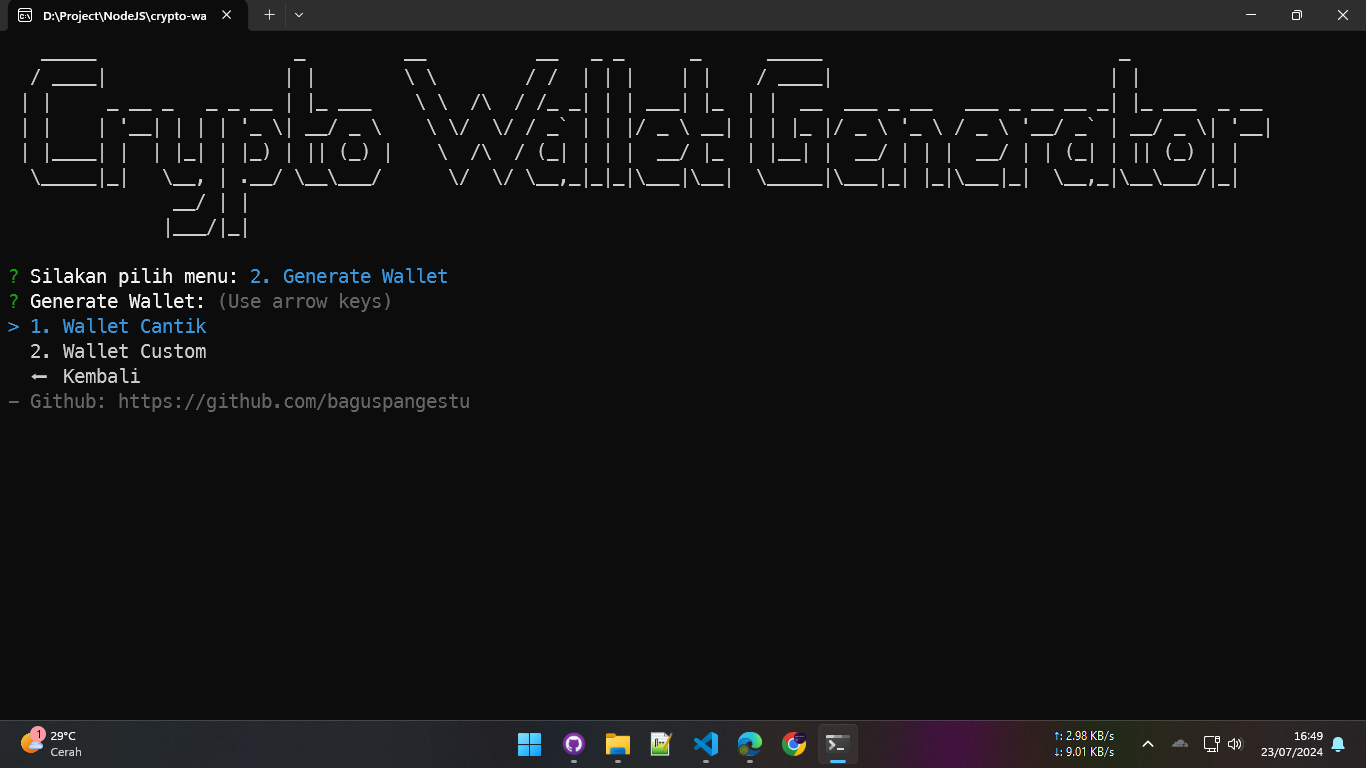 D:\Project\NodeJS\crypto-wa
Crypto Wallet Generator
? Silakan pilih menu: 2. Generate Wallet
? Generate Wallet: (Use arrow keys)
> 1. Wallet Cantik
2. Wallet Custom
← Kembali
- Github: https://github.com/baguspangestu
1
29°C
Cerah
↑: 2.98 KB/s
↓: 9.01 KB/s
16:49
23/07/2024